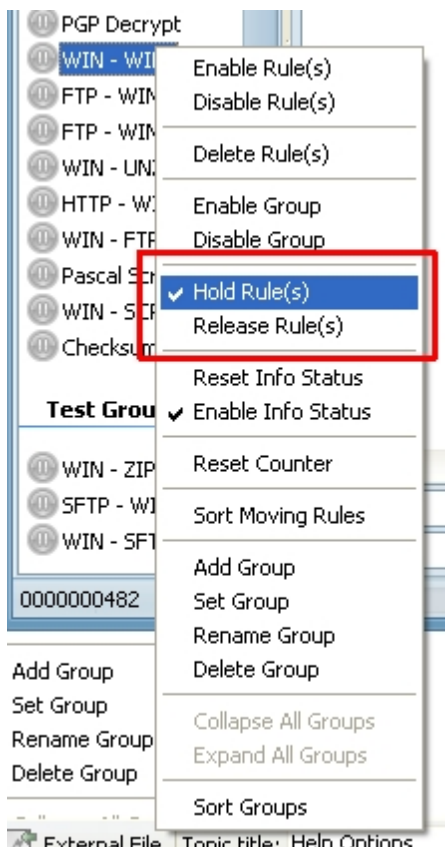 PGP Decrypt
WIN - WI
FTP - WIN
FTP - WIN
WIN - UN
HTTP - W
WIN - FT
Pascal Scr
WIN
Checksum
Test Grou
WIN - ZIP
SFTP - WI
WIN - SFT
0000000482
Enable Rule(s)
Disable Rule(s)
Delete Rule(s)
Enable Group
Disable Group
Hold Rule(s)
Release Rule(s)
Reset Info Status
Enable Info Status
Reset Counter
Sort Moving Rules
Add Group
Set Group
Rename Group
Delete Group
Collapse All Groups
Expand All Groups
Sort Groups
Add Group
Set Group
Rename Group
Delete Group
External File Topic title: Help Options